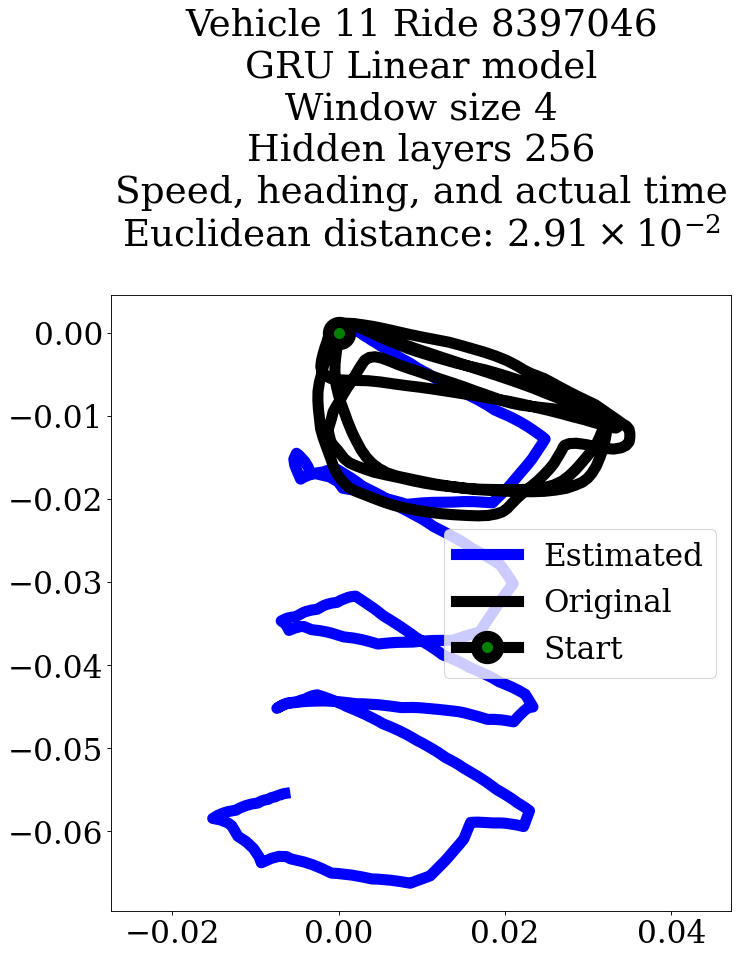 Vehicle 11 Ride 8397046
GRU Linear model
Window size 4
Hidden layers 256
Speed, heading, and actual time
Euclidean distance: 2.91 × 10⁻²
0.00
−0.01
−0.02
−0.03
−0.04
−0.05
−0.06
Estimated
Original
Start
−0.02
0.00
0.02
0.04